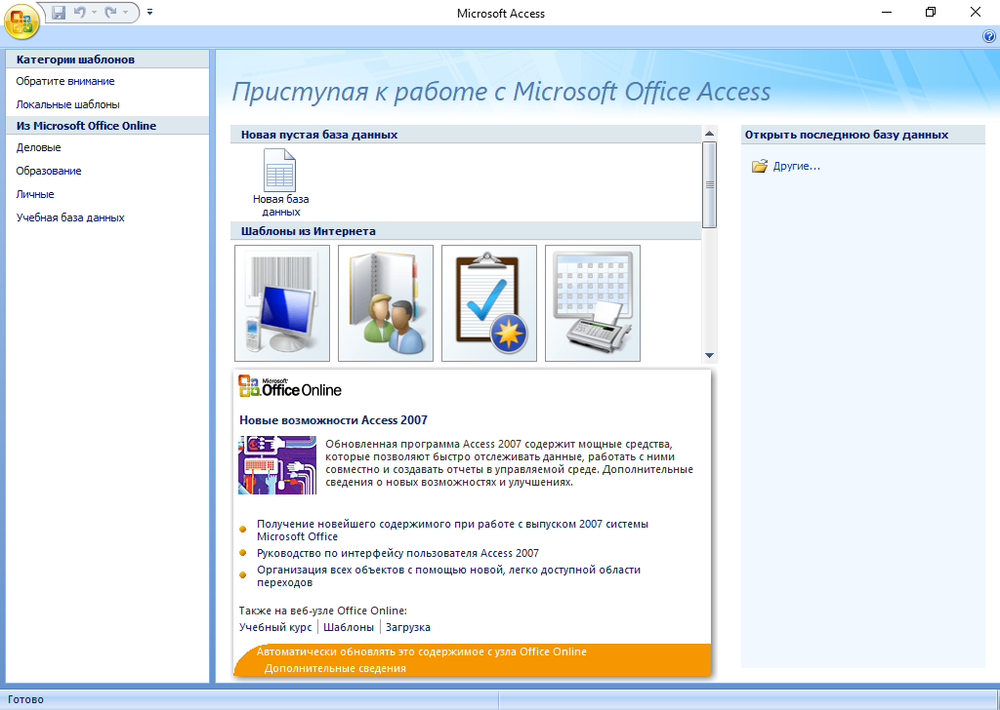 Microsoft Access
Категории шаблонов
Обратите внимание
Локальные шаблоны
Из Microsoft Office Online
Деловые
Образование
Личные
Учебная база данных
Приступая к работе с Microsoft Office Access
Новая пустая база данных
Новая база
данных
Шаблоны из Интернета
Microsoft
Office Online
Новые возможности Access 2007
Обновленная программа Access 2007 содержит мощные средства,
которые позволяют быстро отслеживать данные, работать с ними
совместно и создавать отчеты в управляемой среде. Дополнительные
сведения о новых возможностях и улучшениях.
Получение новейшего содержимого при работе с выпуском 2007 системы
Microsoft Office
Руководство по интерфейсу пользователя Access 2007
Организация всех объектов с помощью новой, легко доступной области
переходов
Также на веб-узле Office Online:
Учебный курс | Шаблоны | Загрузка
Автоматически обновлять это содержимое с узла Office Online
Дополнительные сведения
Открыть последнюю базу данных
Другие...
Готово